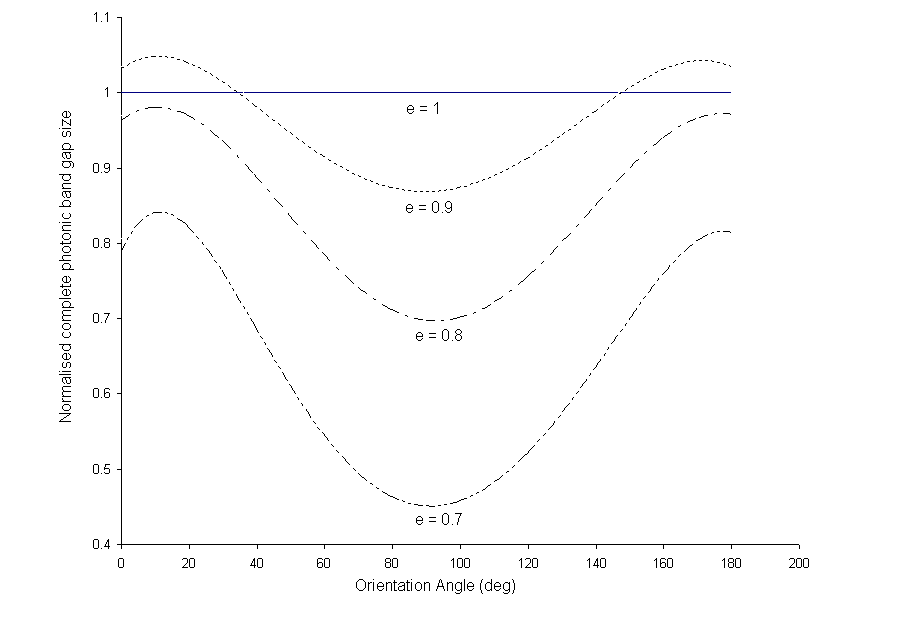 1.1
1
0.9
0.8
0.7
0.6
0.5
0.4
Normalised complete photonic band gap size
e = 1
e = 0.9
e = 0.8
e = 0.7
0 20 40 60 80 100 120 140 160 180 200
Orientation Angle (deg)